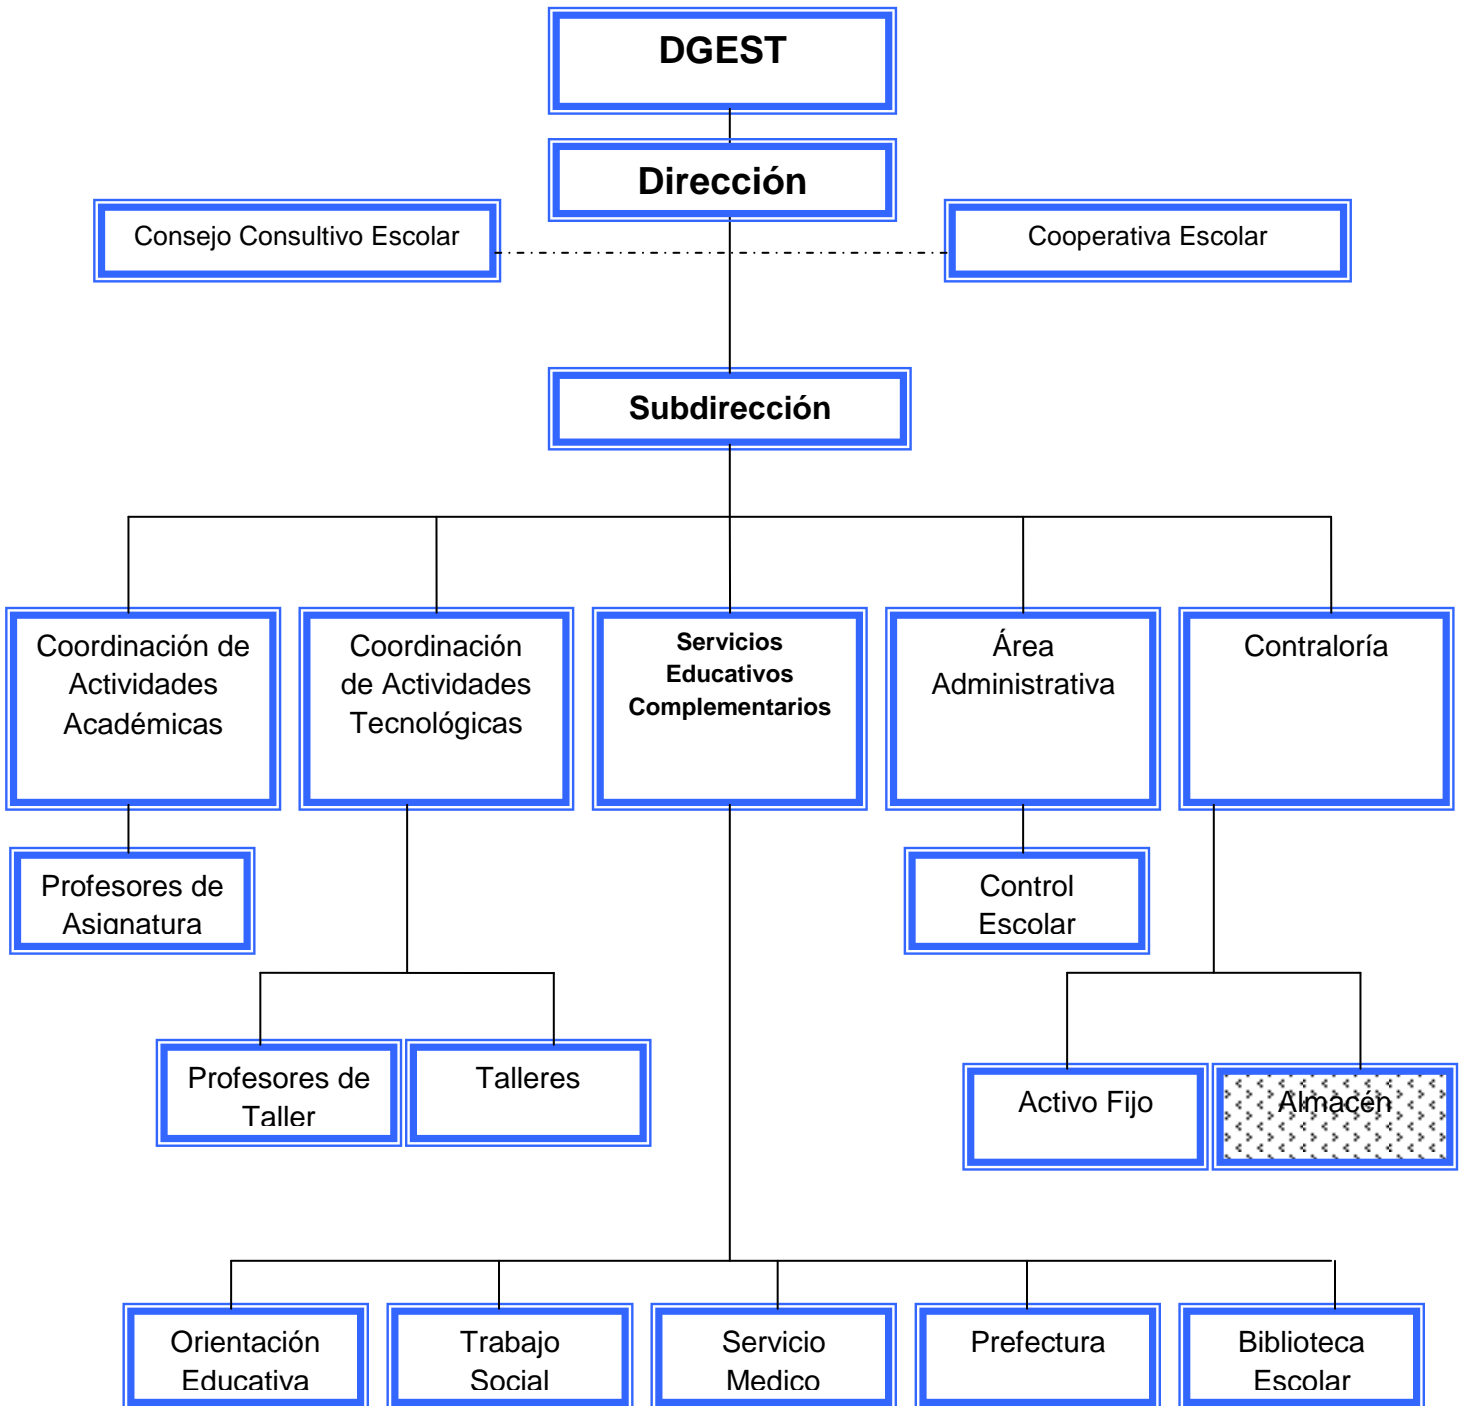 DGEST
Dirección
Consejo Consultivo Escolar
Cooperativa Escolar
Subdirección
Coordinación de
Actividades
Académicas
Coordinación
de Actividades
Tecnológicas
Servicios
Educativos
Complementarios
Área
Administrativa
Contraloría
Profesores de
Asignatura
Control
Escolar
Profesores de
Taller
Talleres
Activo Fijo
Almacén
Orientación
Educativa
Trabajo
Social
Servicio
Medico
Prefectura
Biblioteca
Escolar